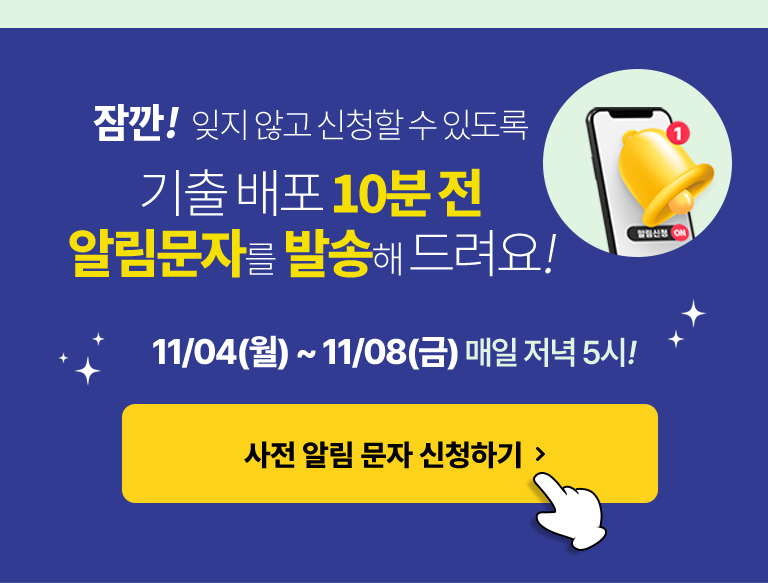 잠깐! 잊지 않고 신청할 수 있도록
기출 배포 10분 전
알림문자를 발송해 드려요!
1
알림신청 ON
11/04(월) ~ 11/08(금) 매일 저녁 5시!
사전 알림 문자 신청하기 >